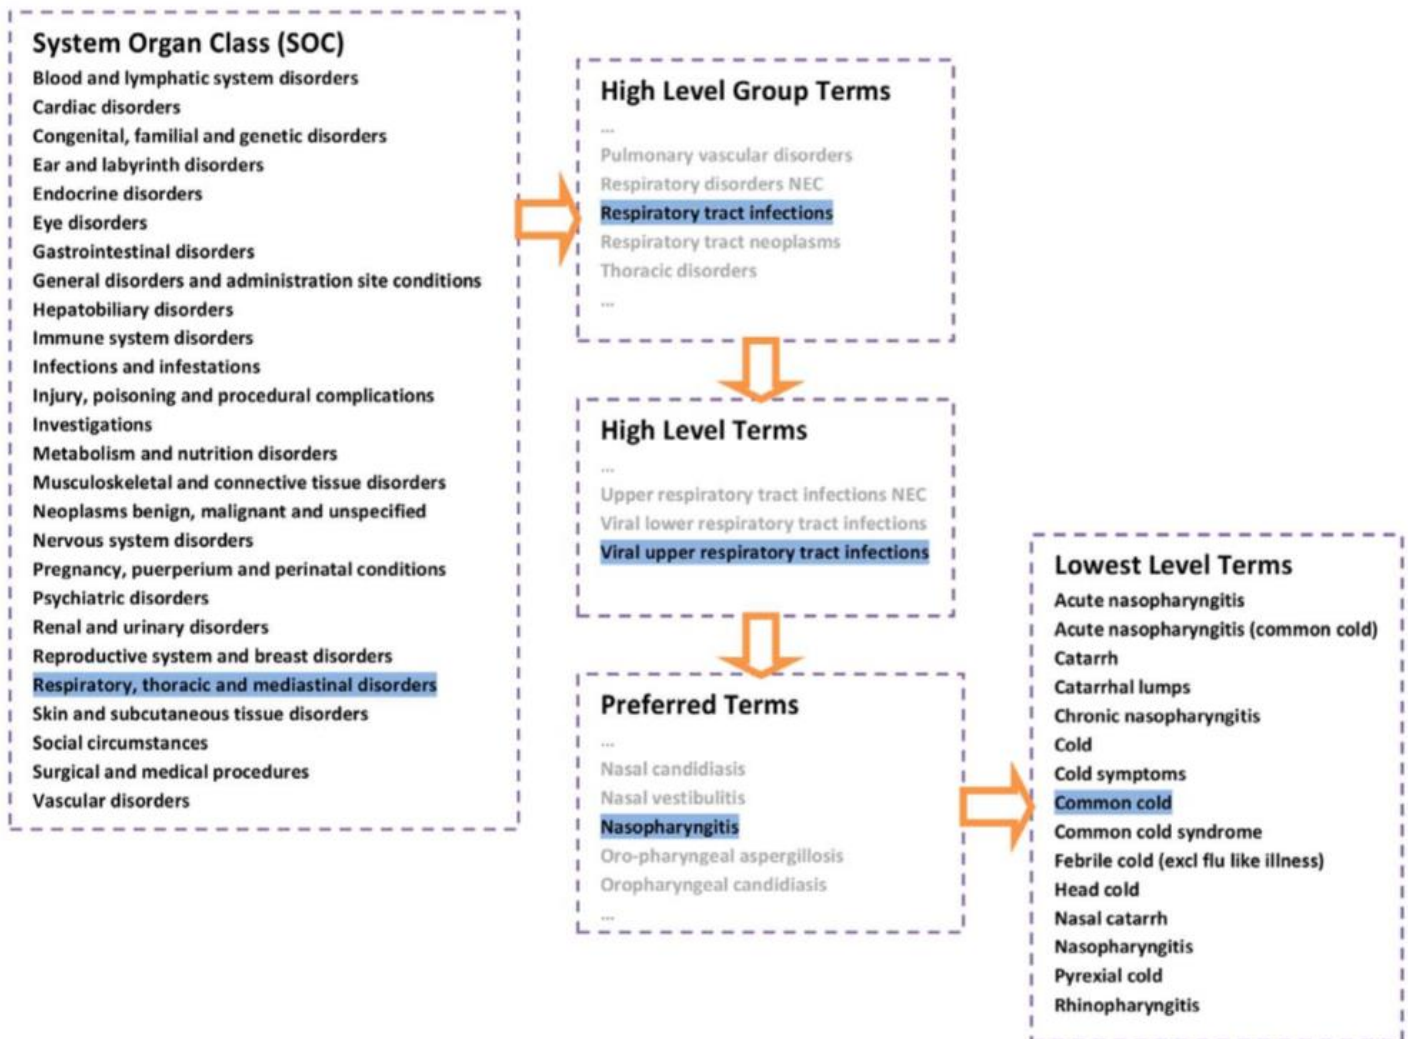 System Organ Class (SOC)
Blood and lymphatic system disorders
Cardiac disorders
Congenital, familial and genetic disorders
Ear and labyrinth disorders
Endocrine disorders
Eye disorders
Gastrointestinal disorders
General disorders and administration site conditions
Hepatobiliary disorders
Immune system disorders
Infections and infestations
Injury, poisoning and procedural complications
Investigations
Metabolism and nutrition disorders
Musculoskeletal and connective tissue disorders
Neoplasms benign, malignant and unspecified
Nervous system disorders
Pregnancy, puerperium and perinatal conditions
Psychiatric disorders
Renal and urinary disorders
Reproductive system and breast disorders
Respiratory, thoracic and mediastinal disorders
Skin and subcutaneous tissue disorders
Social circumstances
Surgical and medical procedures
Vascular disorders
High Level Group Terms
...
Pulmonary vascular disorders
Respiratory disorders NEC
Respiratory tract infections
Respiratory tract neoplasms
Thoracic disorders
...
High Level Terms
...
Upper respiratory tract infections NEC
Viral lower respiratory tract infections
Viral upper respiratory tract infections
Preferred Terms
...
Nasal candidiasis
Nasal vestibulitis
Nasopharyngitis
Oro-pharyngeal aspergillosis
Oropharyngeal candidiasis
...
Lowest Level Terms
Acute nasopharyngitis
Acute nasopharyngitis (common cold)
Catarrh
Catarrhal lumps
Chronic nasopharyngitis
Cold
Cold symptoms
Common cold
Common cold syndrome
Febrile cold (excl flu like illness)
Head cold
Nasal catarrh
Nasopharyngitis
Pyrexial cold
Rhinopharyngitis